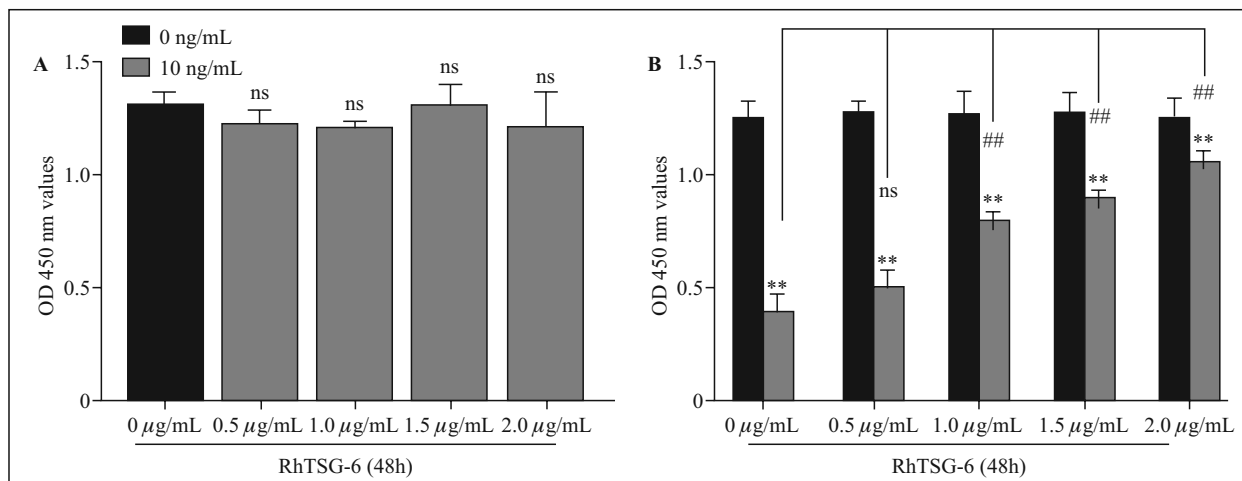 0 ng/mL
10 ng/mL
A
OD 450 nm values
1.5
1.0
0.5
0
ns
ns
ns
ns
0 µg/mL 0.5 µg/mL 1.0 µg/mL 1.5 µg/mL 2.0 µg/mL
RhTSG-6 (48h)
B
OD 450 nm values
1.5
1.0
0.5
0
**
ns
**
##
**
##
**
##
**
0 µg/mL 0.5 µg/mL 1.0 µg/mL 1.5 µg/mL 2.0 µg/mL
RhTSG-6 (48h)